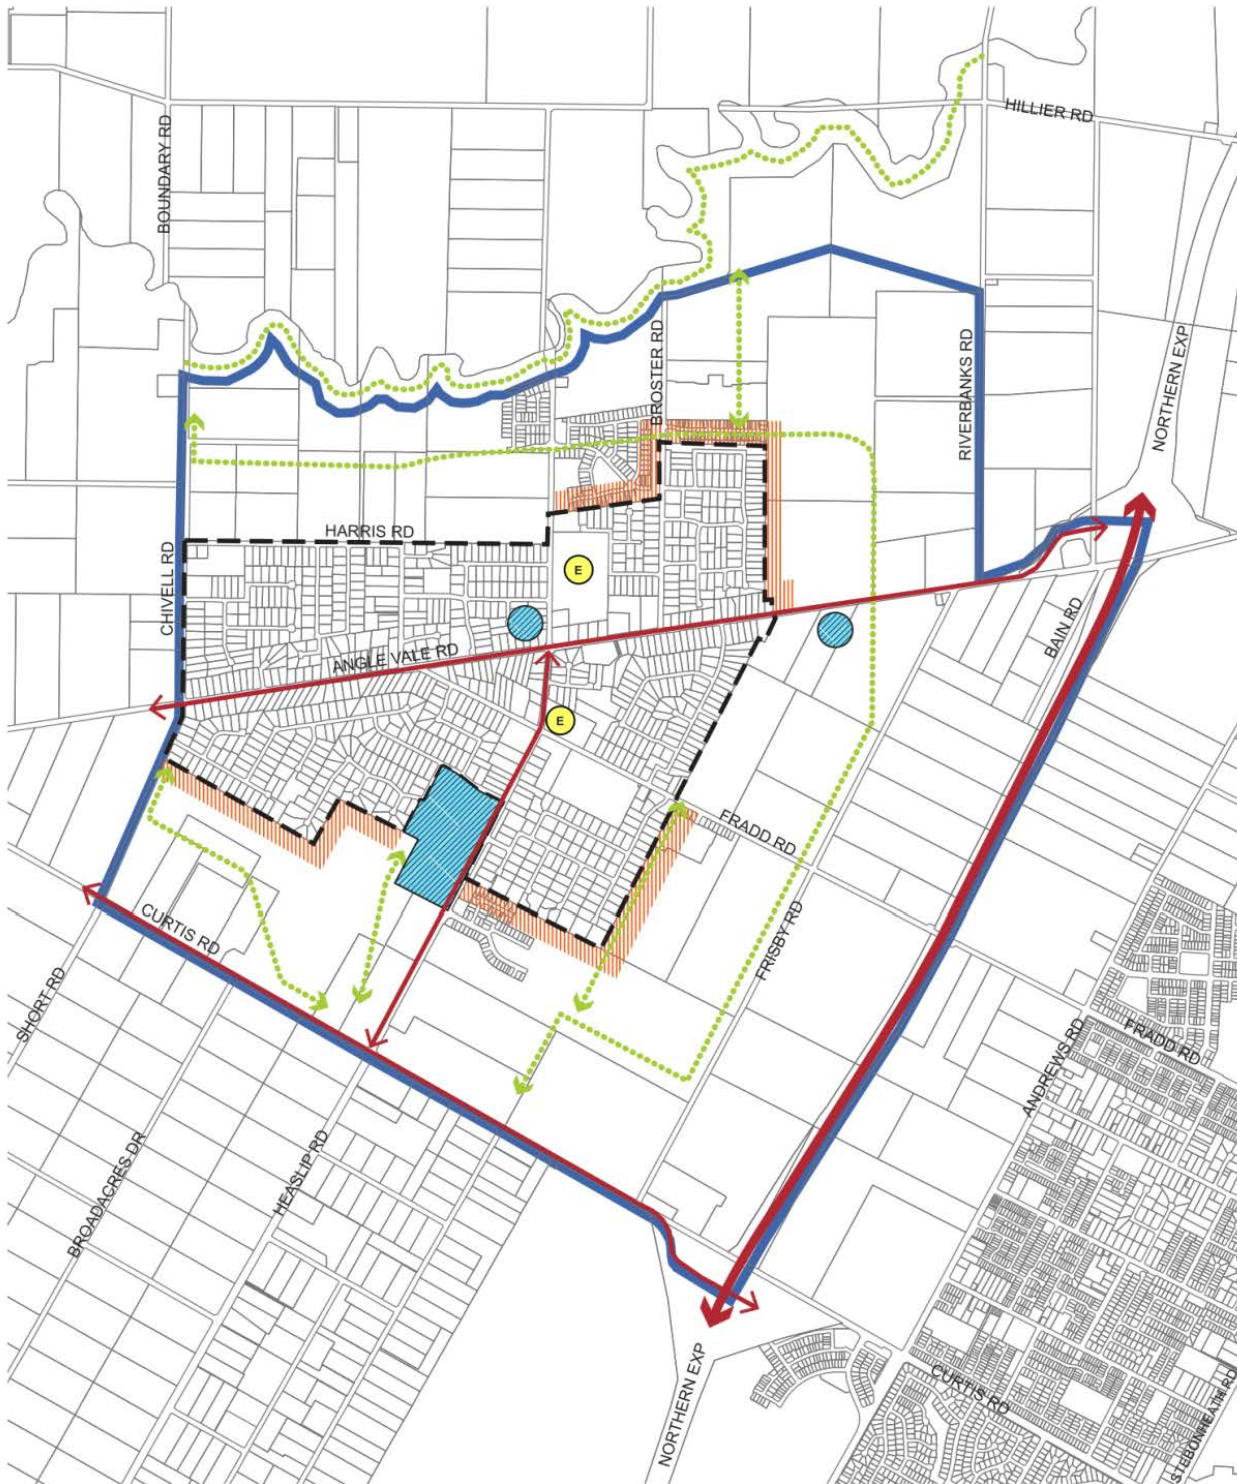 HILLIER RD
BOUNDARY RD
NORTHERN EXP
BROSTER RD
RIVERBANKS RD
HARRIS RD
CHIVELL RD
E
BAIN RD
ANGLE VALE RD
E
FRADD RD
CURTIS RD
FRISBY RD
SHORT RD
FRADD RD
ANDREWS RD
BROADACRES DR
HEASLIP RD
NORTHERN EXP
CURTIS RD
STEBONHEATH RD